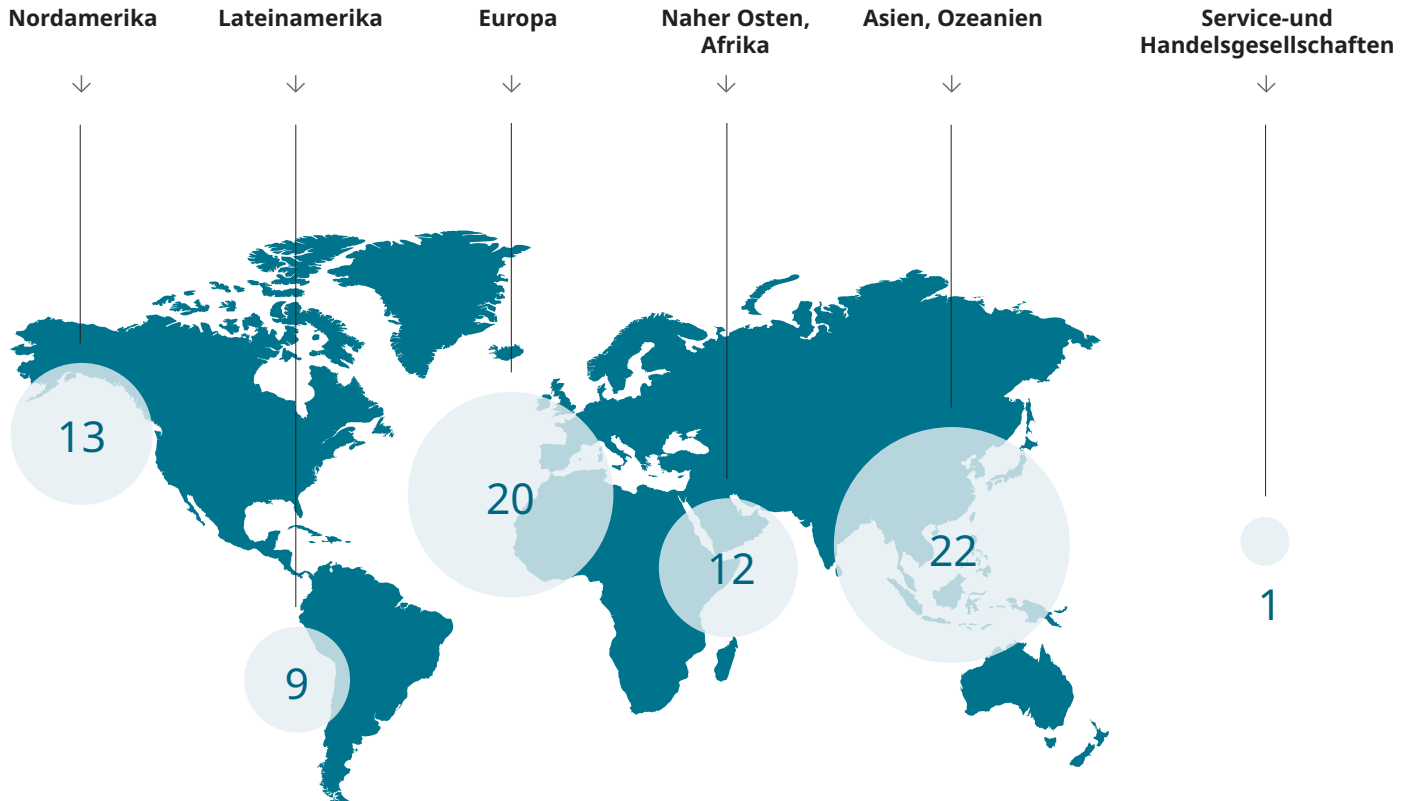 Nordamerika
Lateinamerika
Europa
Naher Osten,
Afrika
Asien, Ozeanien
Service-und
Handelsgesellschaften
13
20
12
22
9
1